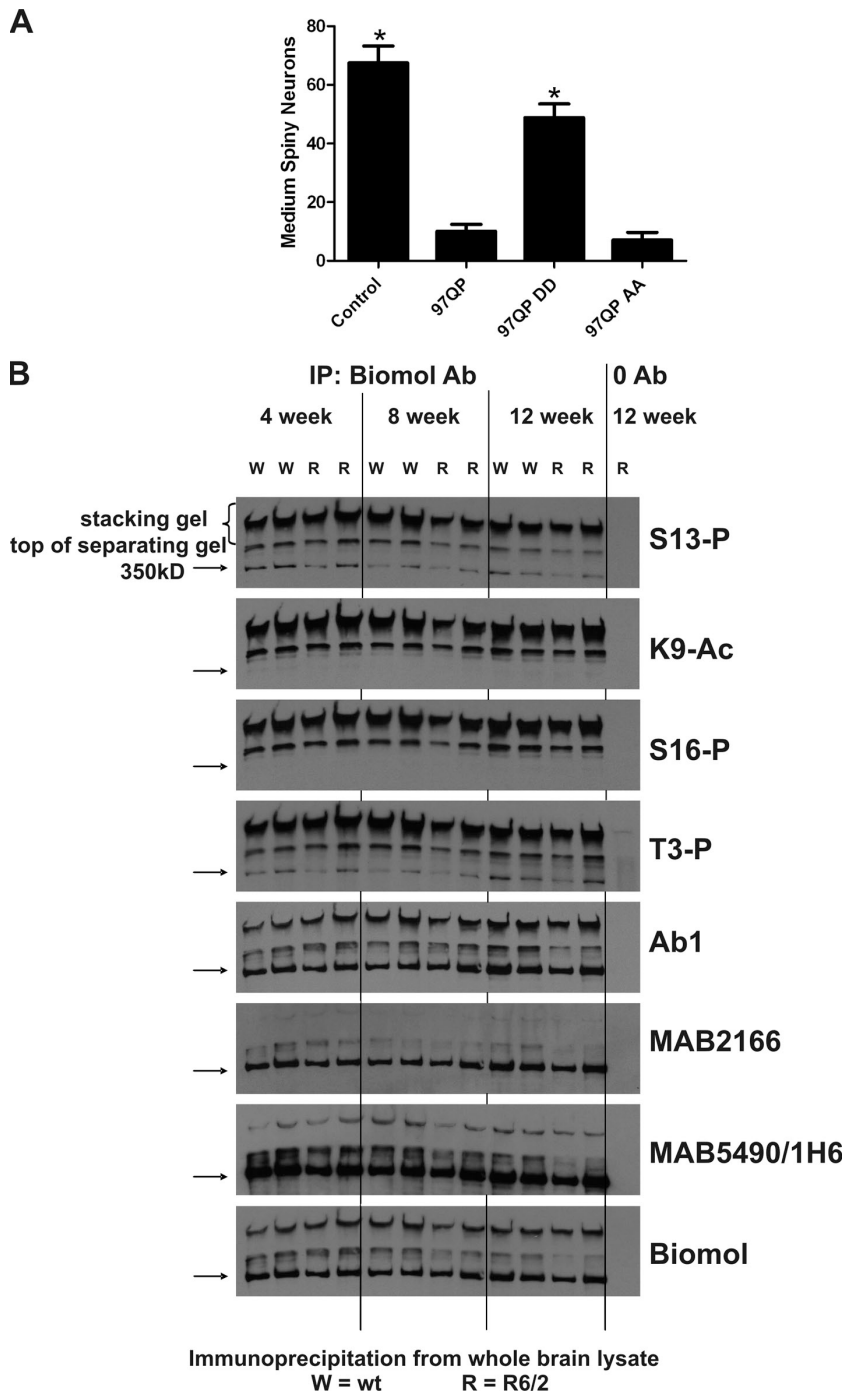 A
80
60
40
20
0
Medium Spiny Neurons
*
*
Control
97QP
97QP DD
97QP AA
B
IP: Biomol Ab
0 Ab
4 week
8 week
12 week
12 week
W W R R W W R R W W R R R
stacking gel
top of separating gel
350kD
S13-P
K9-Ac
S16-P
T3-P
Ab1
MAB2166
MAB5490/1H6
Biomol
Immunoprecipitation from whole brain lysate
W = wt R = R6/2